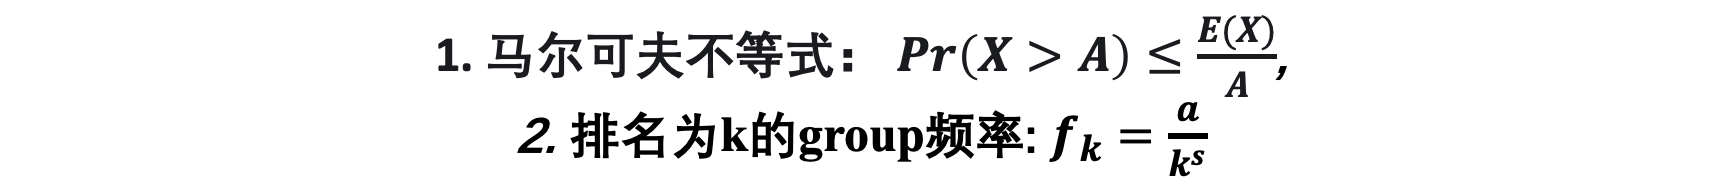 1. 马尔可夫不等式： Pr(X > A) ≤ E(X)/A,
2. 排名为k的group频率: f_k = a/k^s